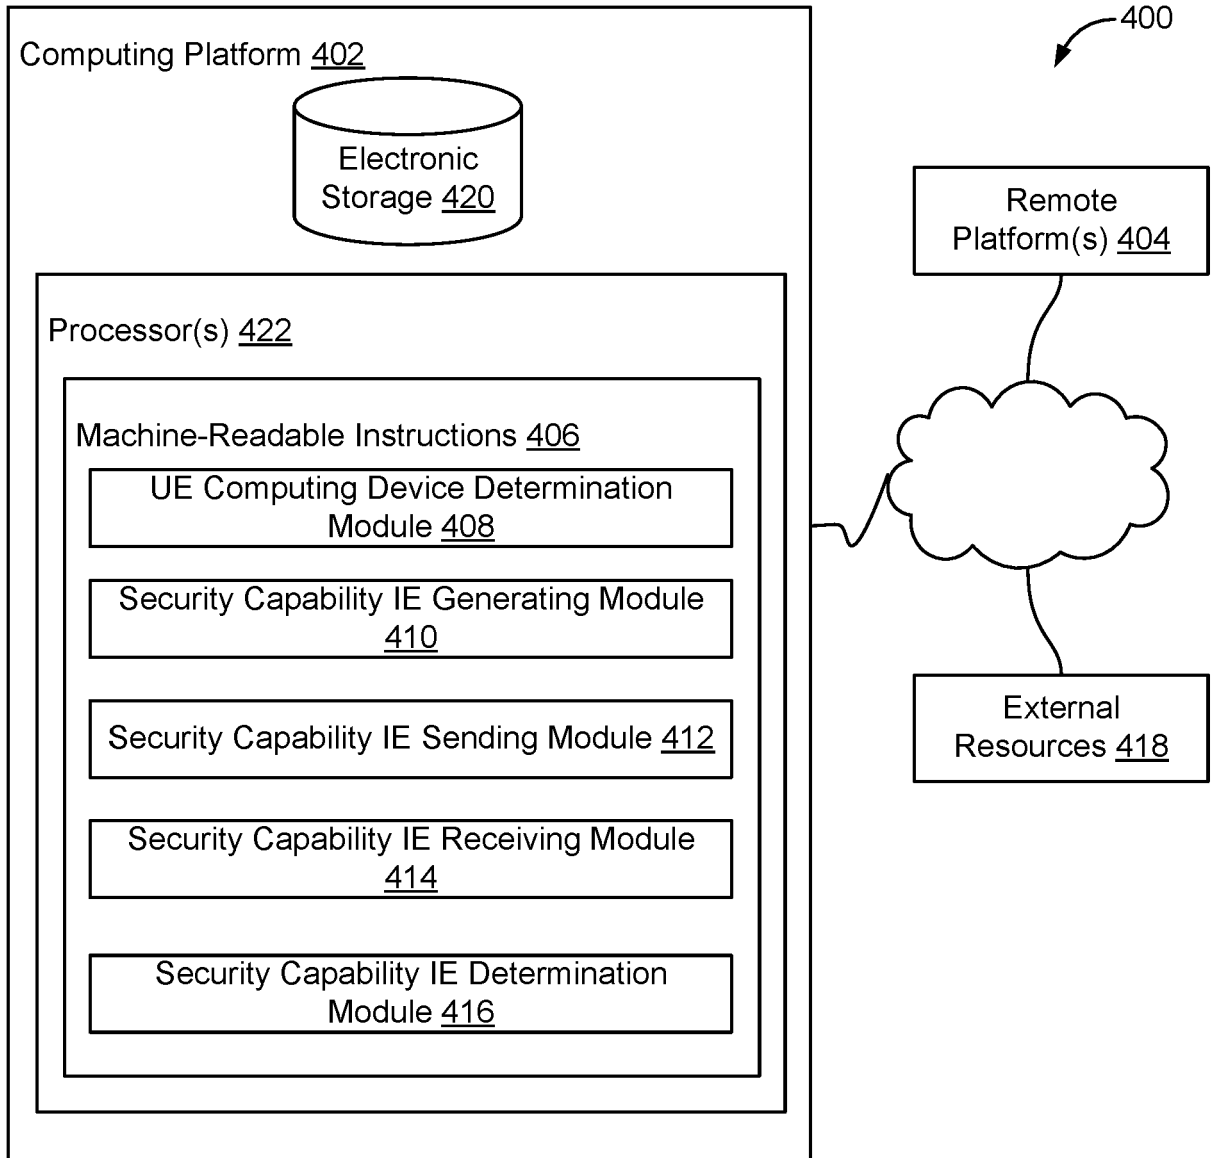 400
Computing Platform 402
Electronic
Storage 420
Remote
Platform(s) 404
Processor(s) 422
Machine-Readable Instructions 406
UE Computing Device Determination
Module 408
Security Capability IE Generating Module
410
Security Capability IE Sending Module 412
Security Capability IE Receiving Module
414
Security Capability IE Determination
Module 416
External
Resources 418